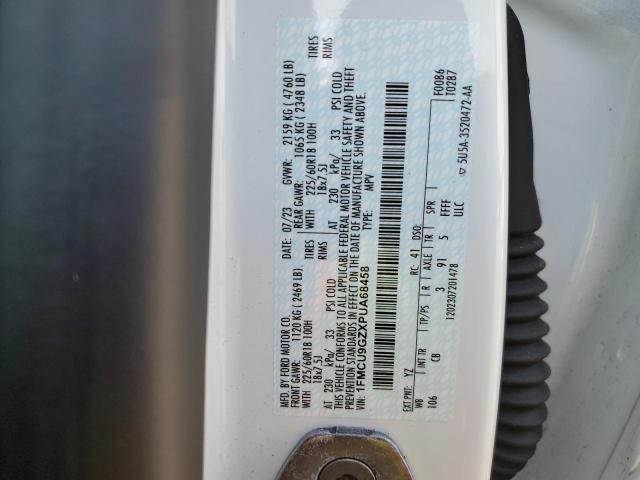 MFD. BY FORD MOTOR CO.
DATE: 07/23 GVWR: 2159 KG ( 4760 LB)
FRONT GAWR: 1120 KG (2469 LB) REAR GAWR: 1065 KG ( 2348 LB)
WITH 225/60R18 100H TIRES WITH 225/60R18 100H TIRES
18x7.5J RIMS 18x7.5J RIMS
AT 230 kPa/ 33 PSI COLD AT 230 kPa/ 33 PSI COLD
THIS VEHICLE CONFORMS TO ALL APPLICABLE FEDERAL MOTOR VEHICLE SAFETY AND THEFT
PREVENTION STANDARDS IN EFFECT ON THE DATE OF MANUFACTURE SHOWN ABOVE.
VIN: 1FMCU9GZXPUA68458 TYPE: MPV
F0086
T0287
EXT PNT: YZ RC: 41 DSO:
WB INT TR TP/PS R AXLE TR SPR
106 CB 3 91 5 FFFF
ULC
1202307201478
5U5A-3520472-AA